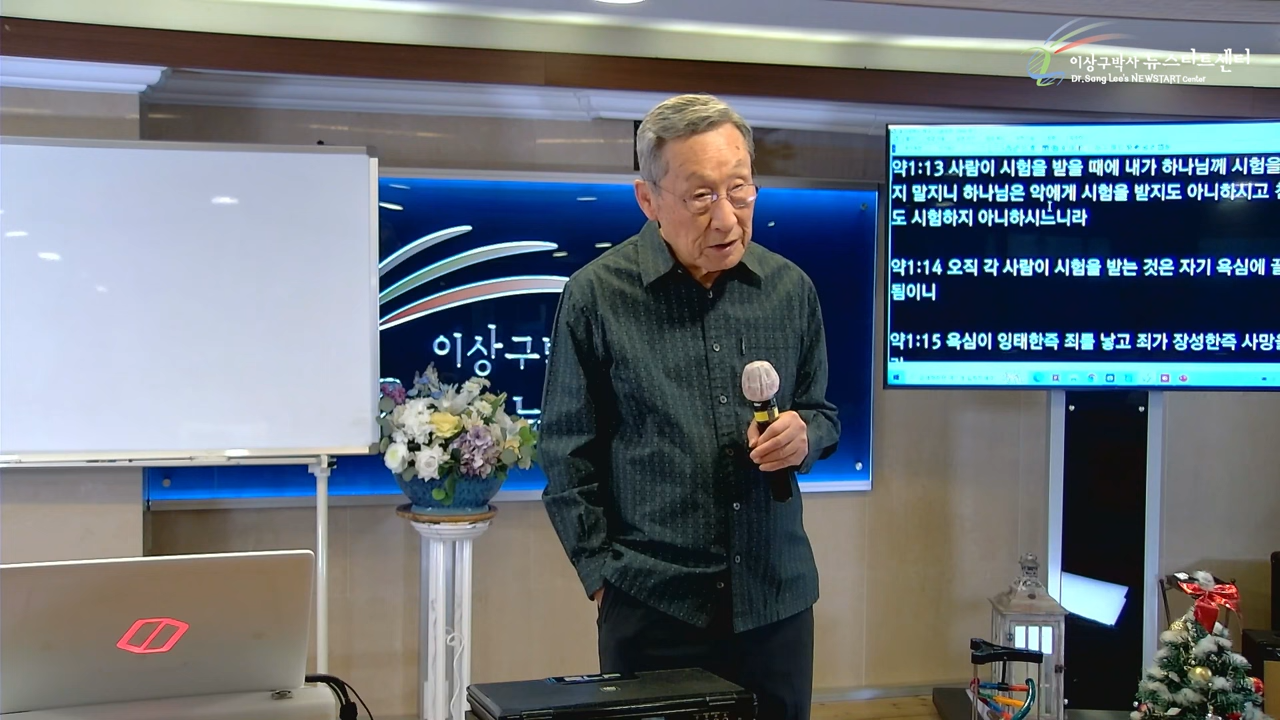 이상구박사 뉴스타트센터
Dr. Sang Lee's NEWSTART Center
약1:13 사람이 시험을 받을 때에 내가 하나님께 시험을
지 말지니 하나님은 악에게 시험을 받지도 아니하시고
도 시험하지 아니하시느니라
약1:14 오직 각 사람이 시험을 받는 것은 자기 욕심에
됨이니
약1:15 욕심이 잉태한즉 죄를 낳고 죄가 장성한즉 사망을
이상구